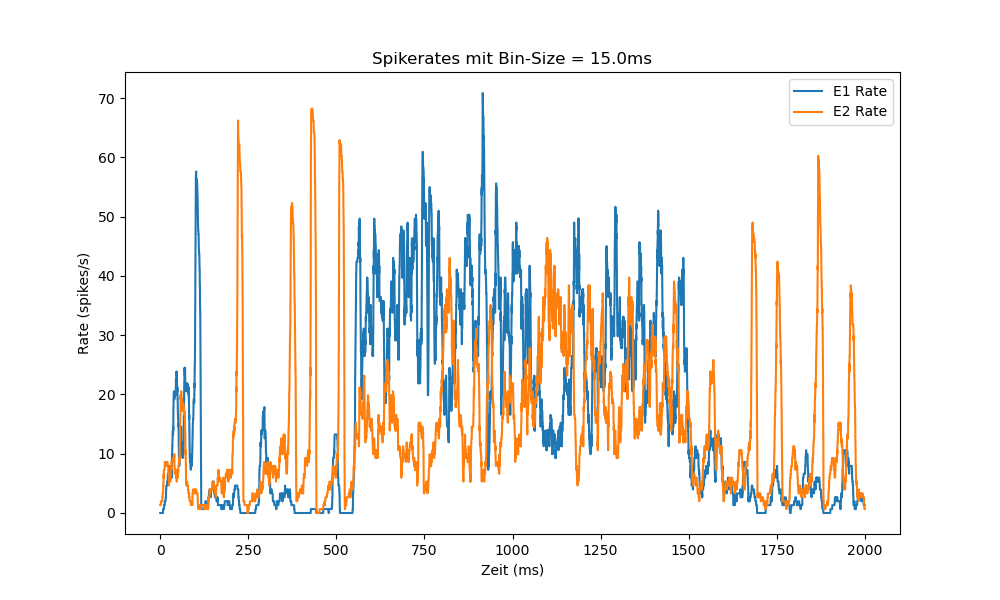 Spikerates mit Bin-Size = 15.0ms
E1 Rate
E2 Rate
Rate (spikes/s)
70
60
50
40
30
20
10
0
0 250 500 750 1000 1250 1500 1750 2000
Zeit (ms)